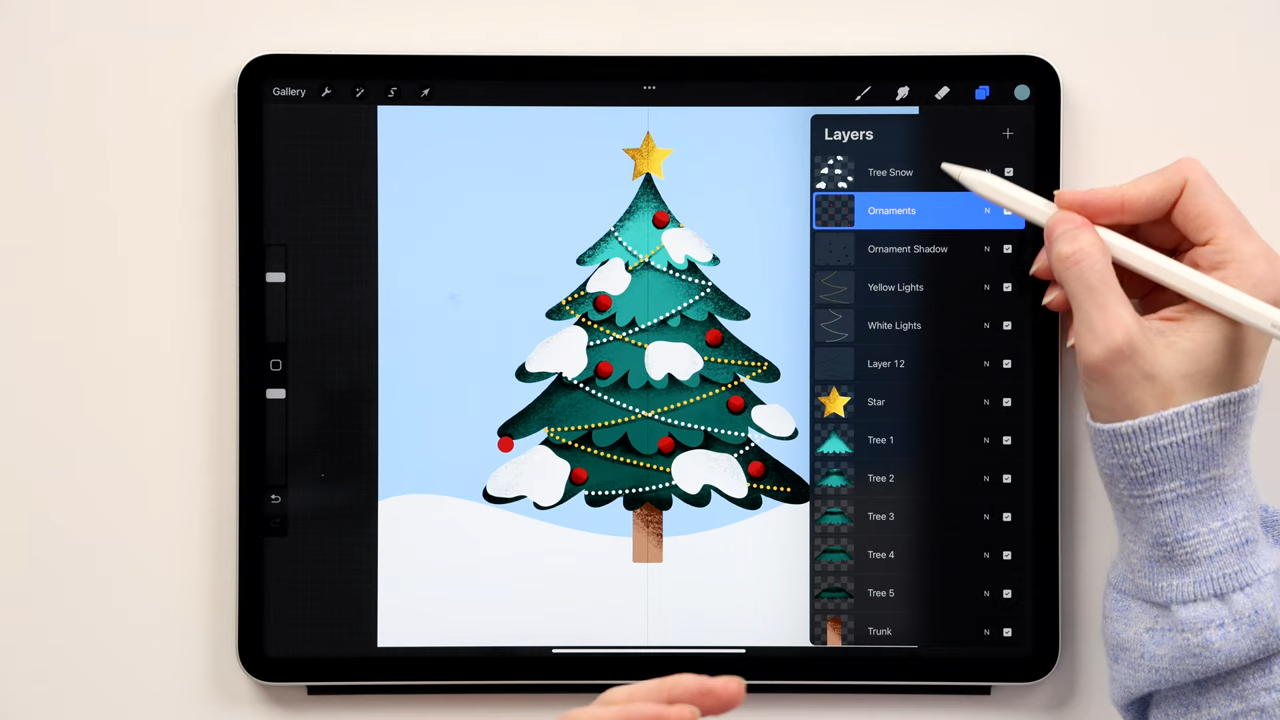 Gallery
Layers
Tree Snow N
Ornaments N
Ornament Shadow N
Yellow Lights N
White Lights N
Layer 12 N
Star N
Tree 1 N
Tree 2 N
Tree 3 N
Tree 4 N
Tree 5 N
Trunk N